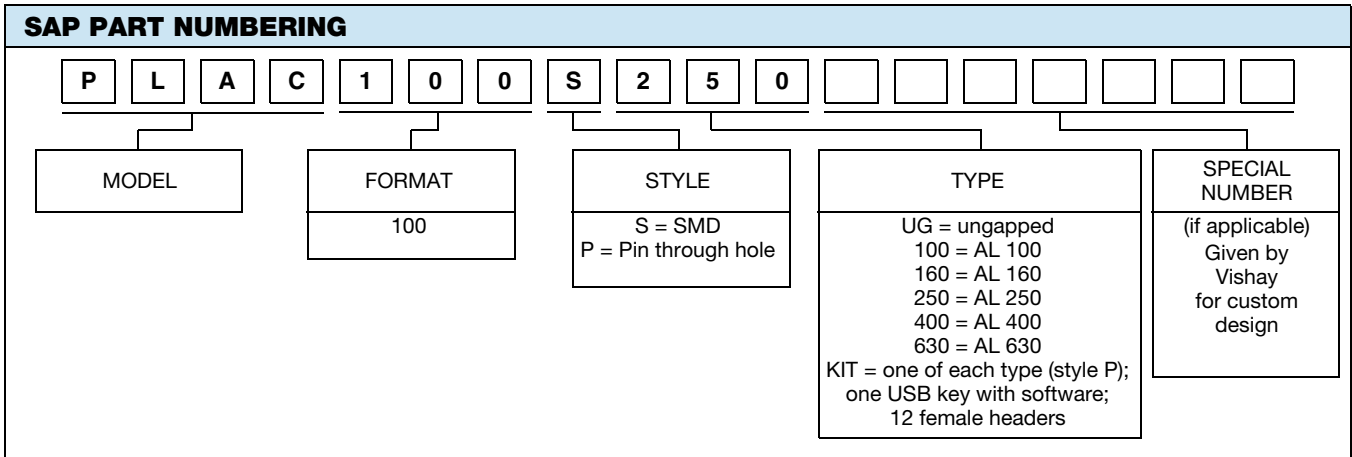 SAP PART NUMBERING
P L A C 1 0 0 S 2 5 0
MODEL
FORMAT
100
STYLE
S = SMD
P = Pin through hole
TYPE
UG = ungapped
100 = AL 100
160 = AL 160
250 = AL 250
400 = AL 400
630 = AL 630
KIT = one of each type (style P);
one USB key with software;
12 female headers
SPECIAL
NUMBER
(if applicable)
Given by
Vishay
for custom
design